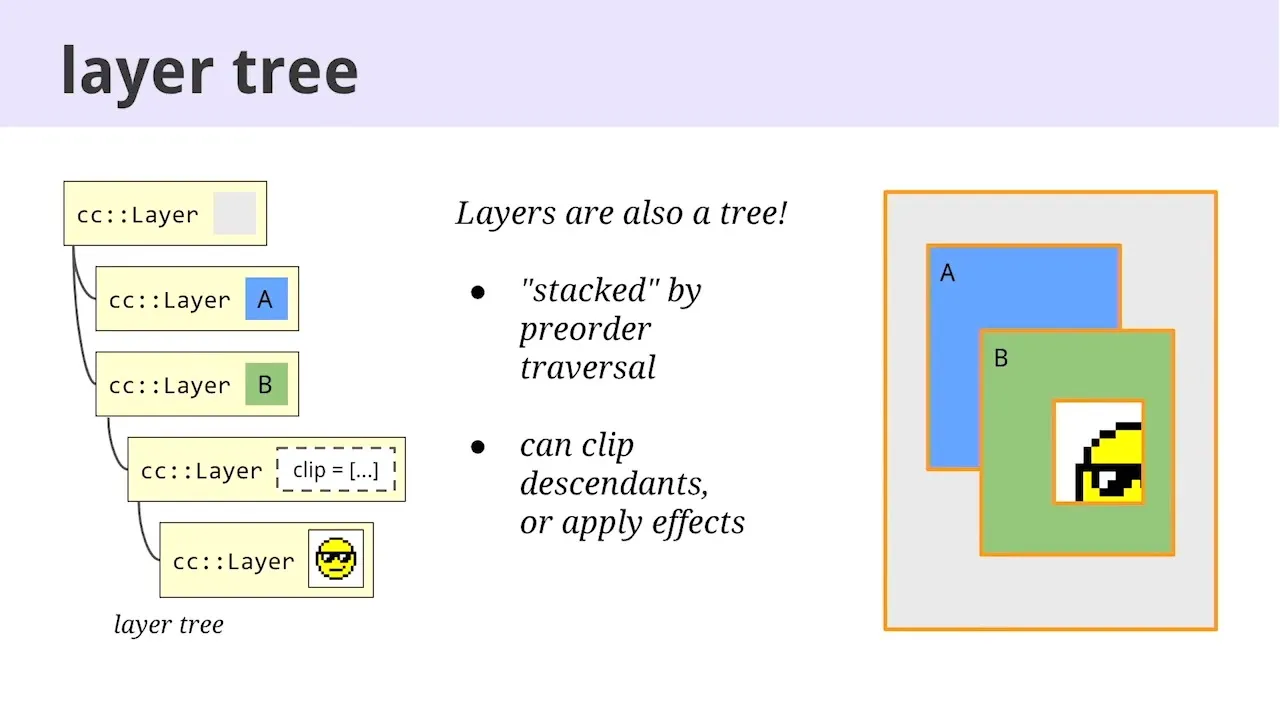 layer tree
cc::Layer
cc::Layer A
cc::Layer B
cc::Layer clip = [...]
cc::Layer
layer tree
Layers are also a tree!
● "stacked" by
preorder
traversal
● can clip
descendants,
or apply effects
A
B